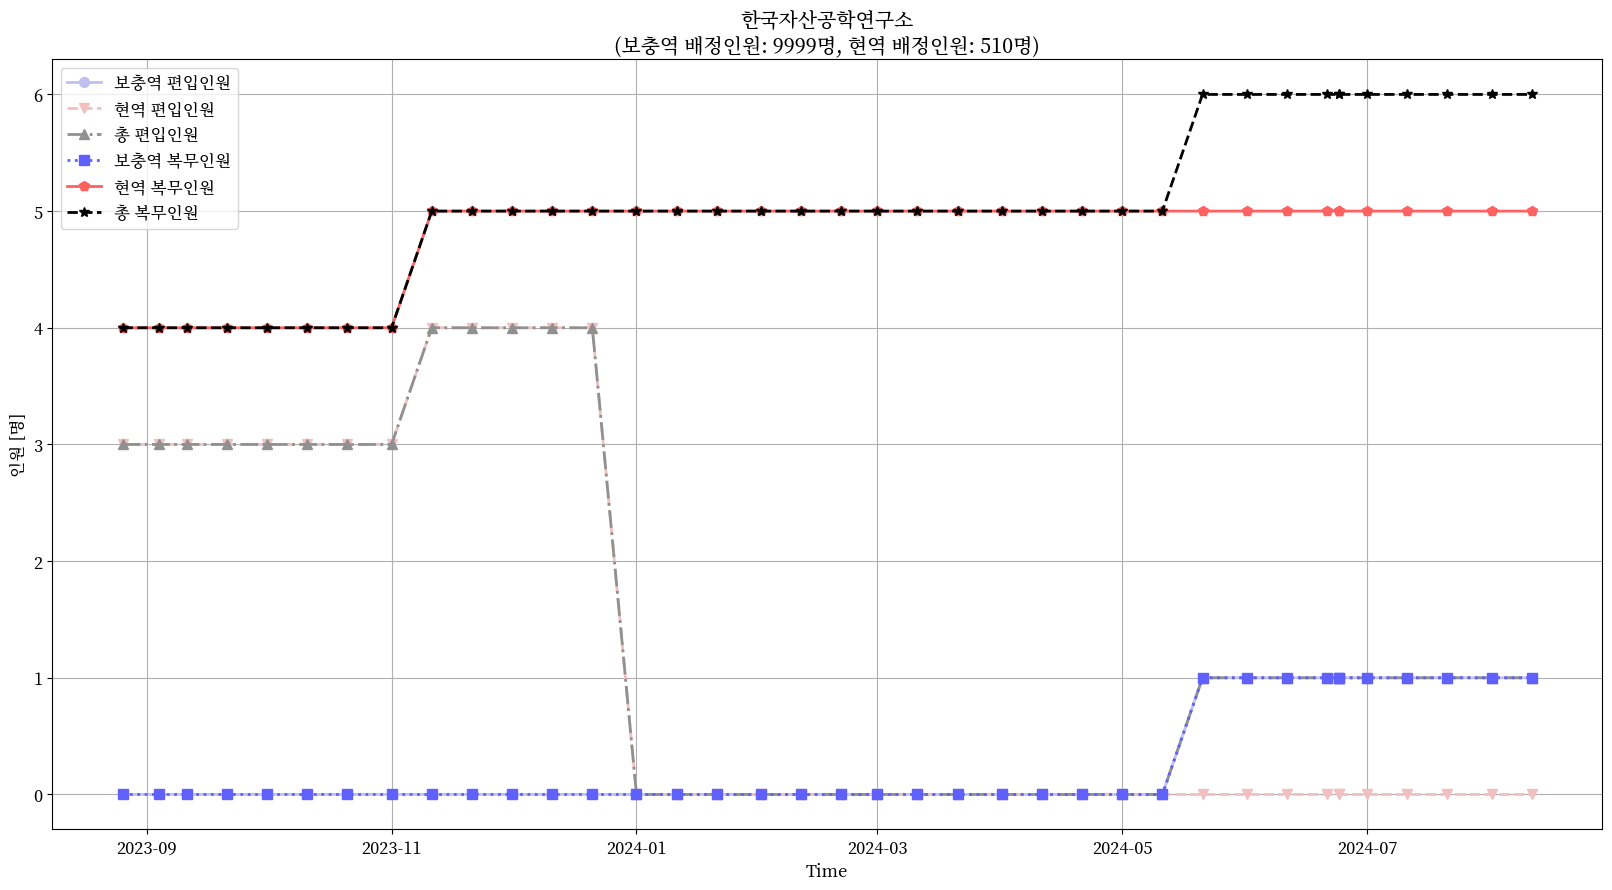 한국자산공학연구소
(보충역 배정인원: 9999명, 현역 배정인원: 510명)
보충역 편입인원
현역 편입인원
총 편입인원
보충역 복무인원
현역 복무인원
총 복무인원
인원 [명]
6
5
4
3
2
1
0
2023-09
2023-11
2024-01
2024-03
2024-05
2024-07
Time